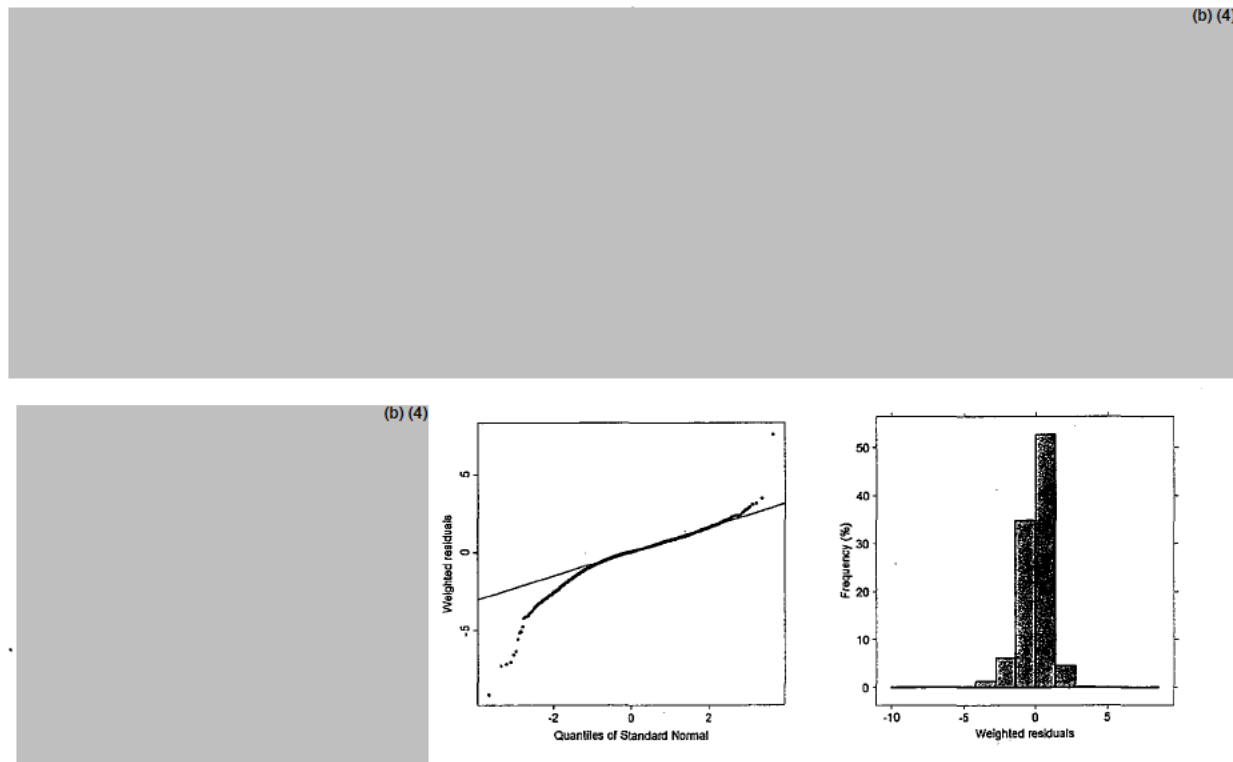 (b) (4)
(b) (4)
5
0
-5
Weighted residuals
-2
0
2
Quantiles of Standard Normal
50
40
30
20
10
0
Frequency (%)
-10
-5
0
5
Weighted residuals